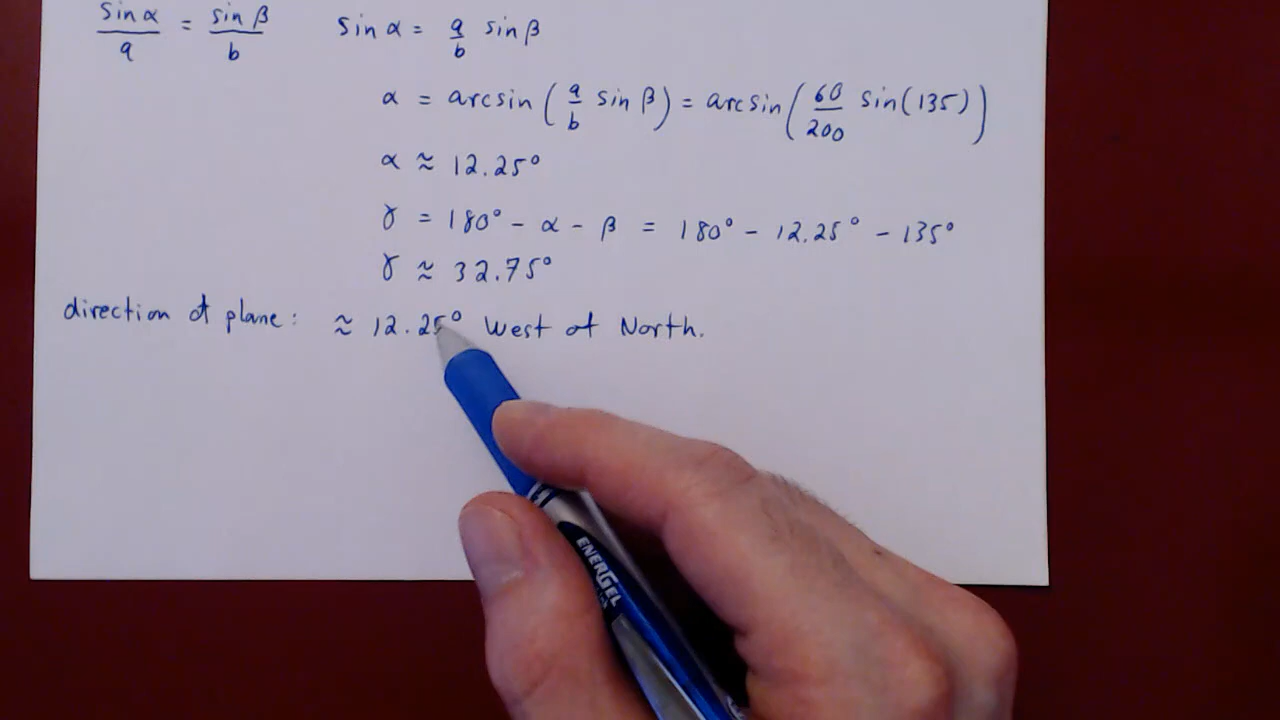 sin α / a = sin β / b    sin α = a/b sin β
α = arcsin ( a/b sin β ) = arcsin ( 60/200 sin(135) )
α ≈ 12.25°
γ = 180° - α - β = 180° - 12.25° - 135°
γ ≈ 32.75°
direction of plane: ≈ 12.25° West of North.
ENERGEL